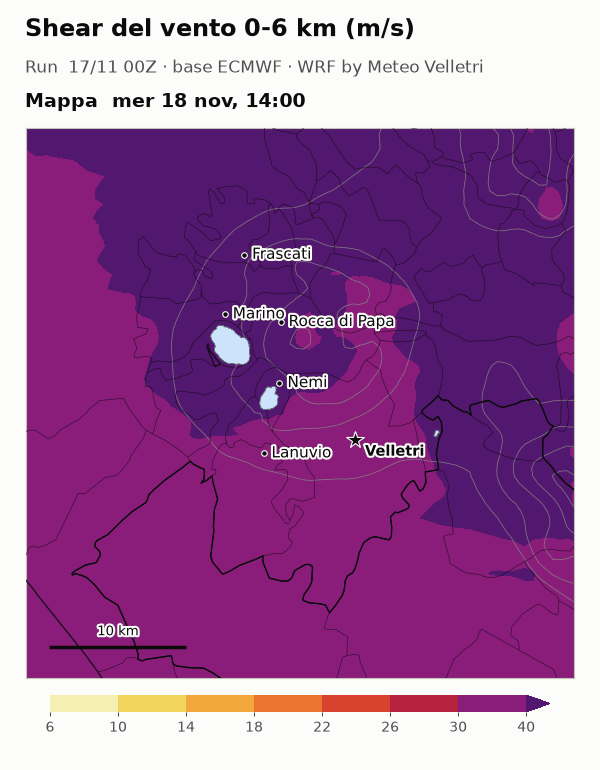 Shear del vento 0-6 km (m/s)
Run  17/11 00Z · base ECMWF · WRF by Meteo Velletri
Mappa  mer 18 nov, 14:00
Frascati
Marino
Rocca di Papa
Nemi
Velletri
Lanuvio
10 km
6 10 14 18 22 26 30 40